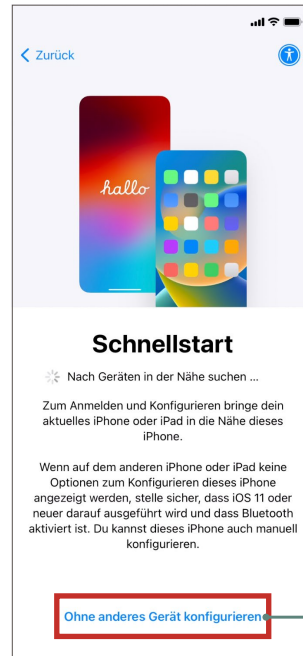 Zurück
hallo
Schnellstart
Nach Geräten in der Nähe suchen ...
Zum Anmelden und Konfigurieren bringe dein
aktuelles iPhone oder iPad in die Nähe dieses
iPhone.
Wenn auf dem anderen iPhone oder iPad keine
Optionen zum Konfigurieren dieses iPhone
angezeigt werden, stelle sicher, dass iOS 11 oder
neuer darauf ausgeführt wird und dass Bluetooth
aktiviert ist. Du kannst dieses iPhone auch manuell
konfigurieren.
Ohne anderes Gerät konfigurieren